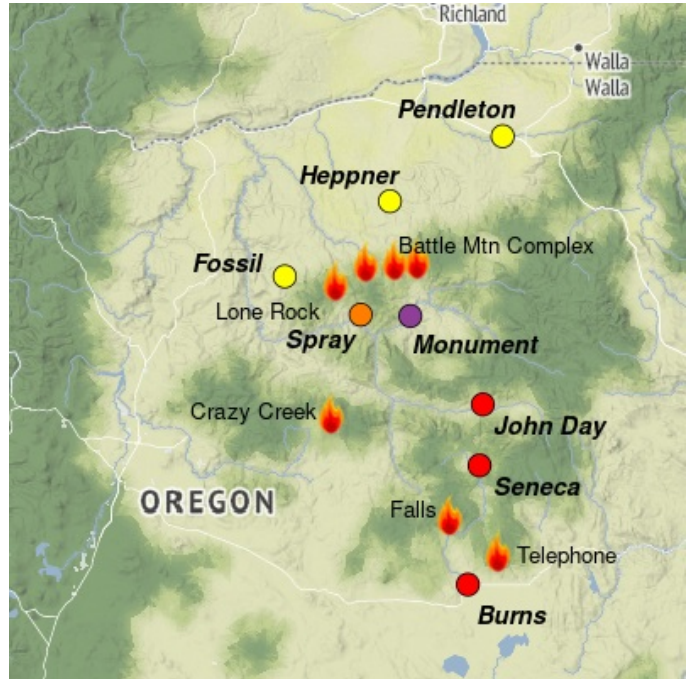 Richland
Walla
Walla
Pendleton
Heppner
Battle Mtn Complex
Fossil
Lone Rock
Spray
Monument
Crazy Creek
John Day
Seneca
OREGON
Falls
Telephone
Burns